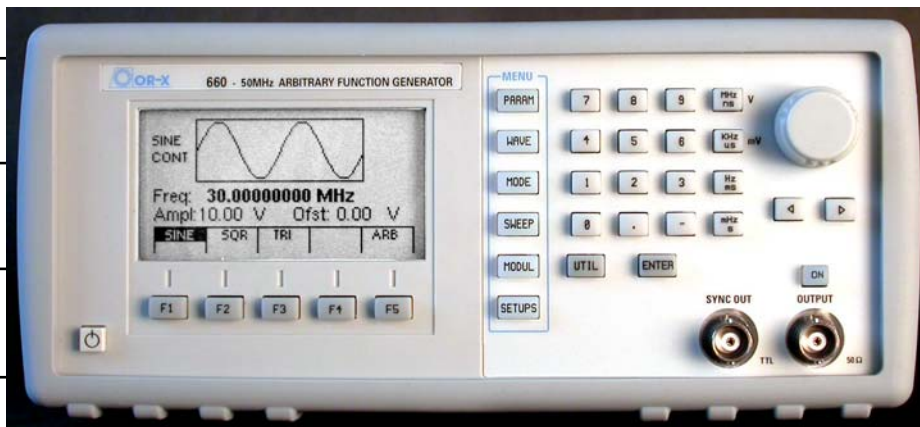 OR-X 660 - 50MHz ARBITRARY FUNCTION GENERATOR
SINE
CONT
Freq: 30.00000000 MHz
Ampl: 10.00 V Ofst: 0.00 V
SINE SQR TRI ARB
F1 F2 F3 F4 F5
MENU
PARAM
WAVE
MODE
SWEEP
MODUL
SETUPS
7 8 9 MHz ns V
4 5 6 KHz us mV
1 2 3 Hz ms
0 . - mHz s
UTIL ENTER
ON
SYNC OUT OUTPUT
TTL 50Ω